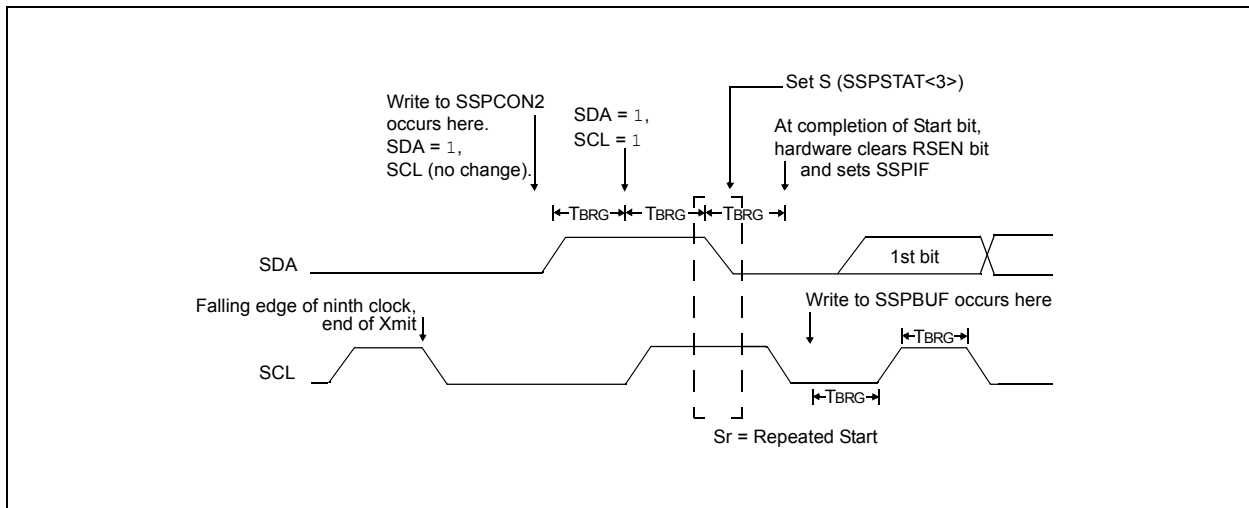 Set S (SSPSTAT<3>)
Write to SSPCON2
occurs here.
SDA = 1,
SCL (no change).
SDA = 1,
SCL = 1
At completion of Start bit,
hardware clears RSEN bit
and sets SSPIF
TBRG
TBRG
TBRG
SDA
1st bit
Falling edge of ninth clock,
end of Xmit
Write to SSPBUF occurs here
TBRG
SCL
TBRG
Sr = Repeated Start